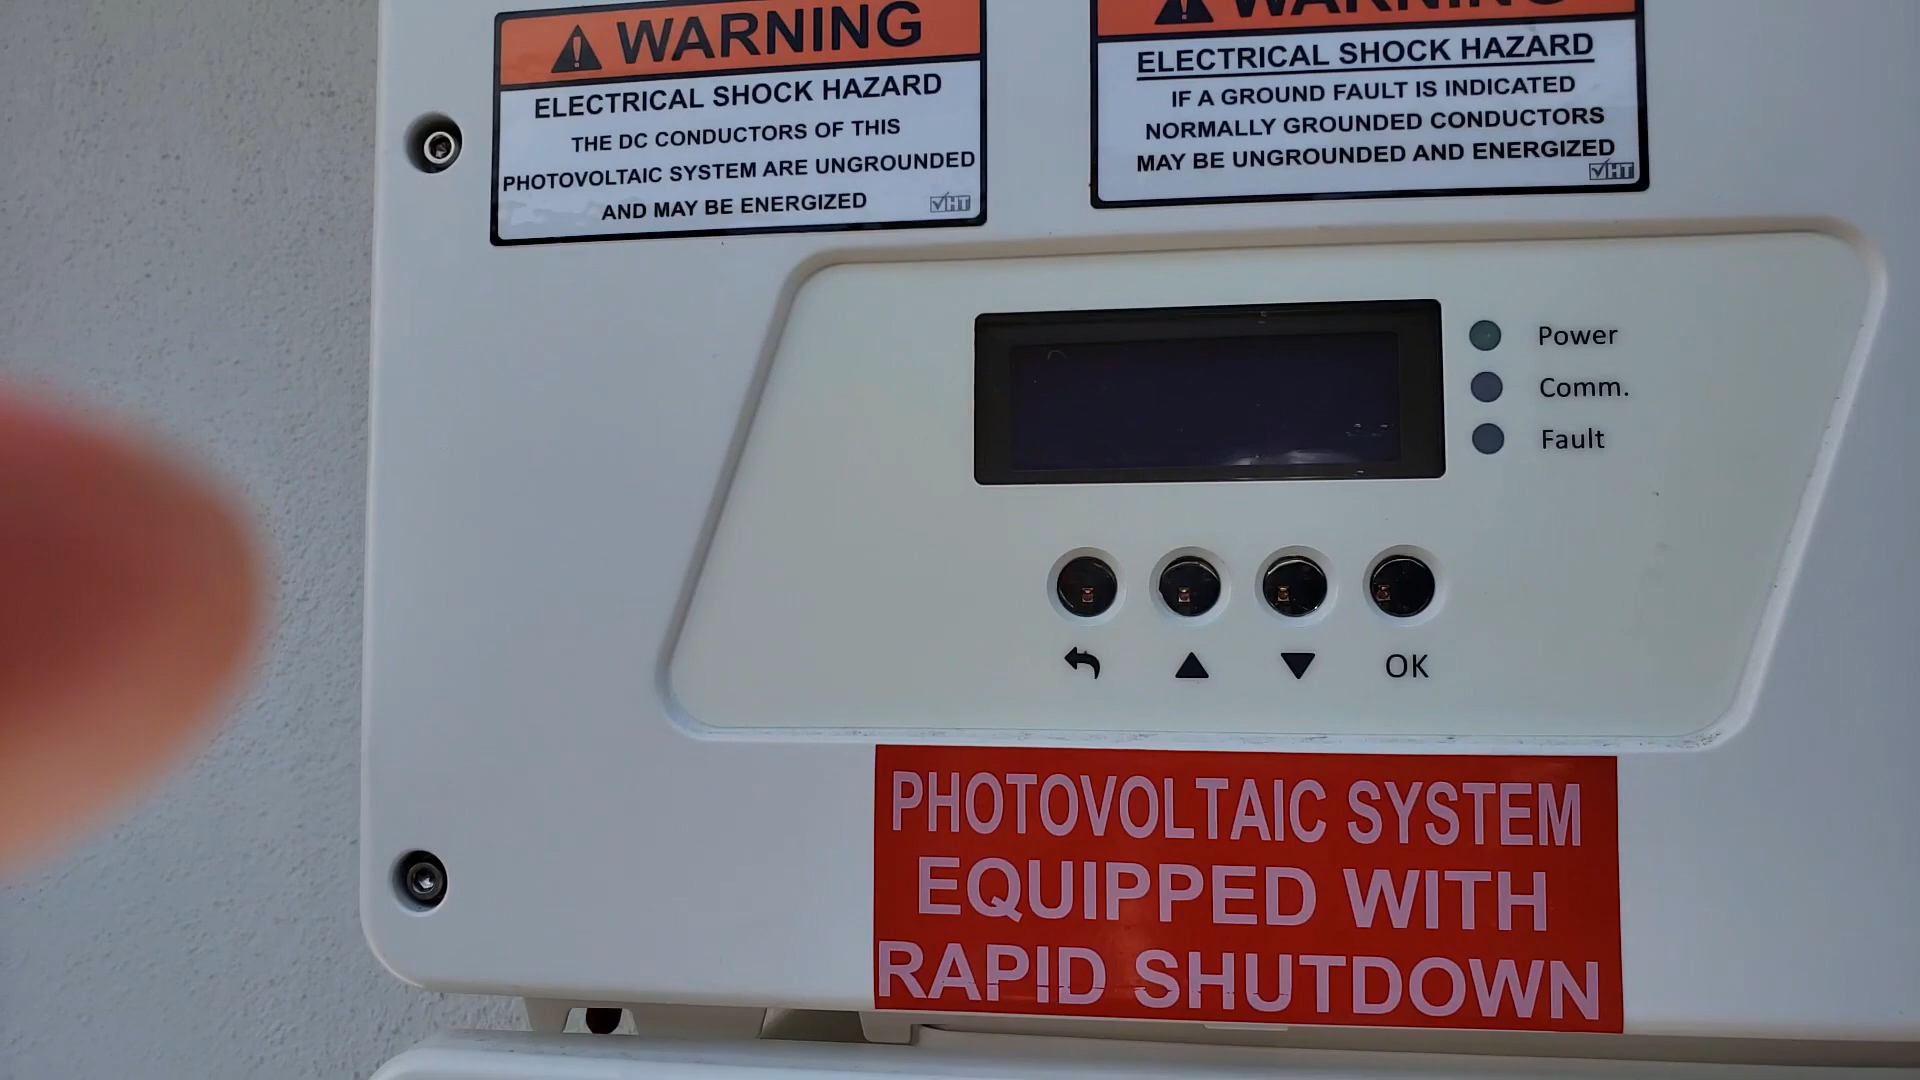 WARNING
ELECTRICAL SHOCK HAZARD
THE DC CONDUCTORS OF THIS
PHOTOVOLTAIC SYSTEM ARE UNGROUNDED
AND MAY BE ENERGIZED
HT
WARNING
ELECTRICAL SHOCK HAZARD
IF A GROUND FAULT IS INDICATED
NORMALLY GROUNDED CONDUCTORS
MAY BE UNGROUNDED AND ENERGIZED
HT
Power
Comm.
Fault
OK
PHOTOVOLTAIC SYSTEM
EQUIPPED WITH
RAPID SHUTDOWN